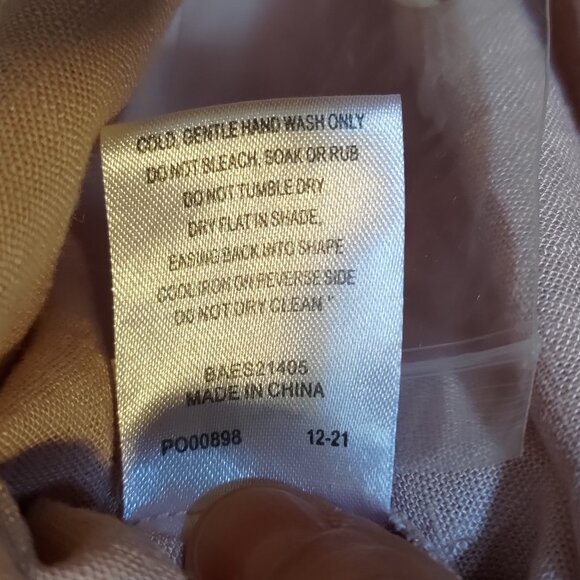 COLD, GENTLE HAND WASH ONLY
DO NOT BLEACH, SOAK OR RUB
DO NOT TUMBLE DRY
DRY FLAT IN SHADE,
EASING BACK INTO SHAPE
COOL IRON ON REVERSE SIDE
DO NOT DRY CLEAN "
BAES21405
MADE IN CHINA
PO00898 12-21